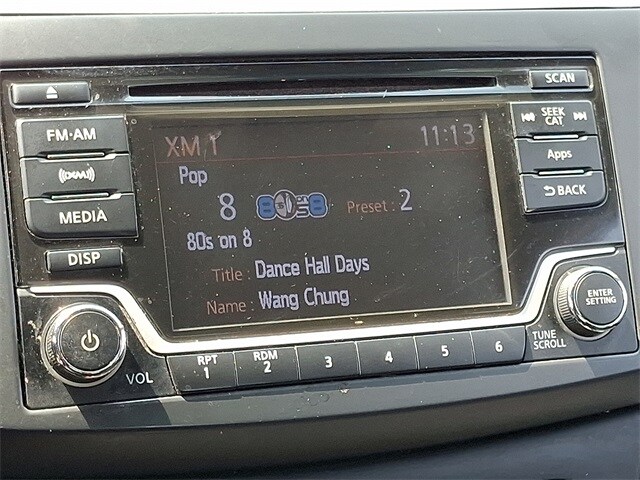 SCAN
FM·AM
XM 1 11:13
SEEK
CAT
Pop
Apps
XM
8 Preset : 2
BACK
MEDIA
80s on 8
DISP
Title : Dance Hall Days
Name : Wang Chung
ENTER
SETTING
TUNE
SCROLL
VOL
RPT
1
RDM
2
3
4
5
6